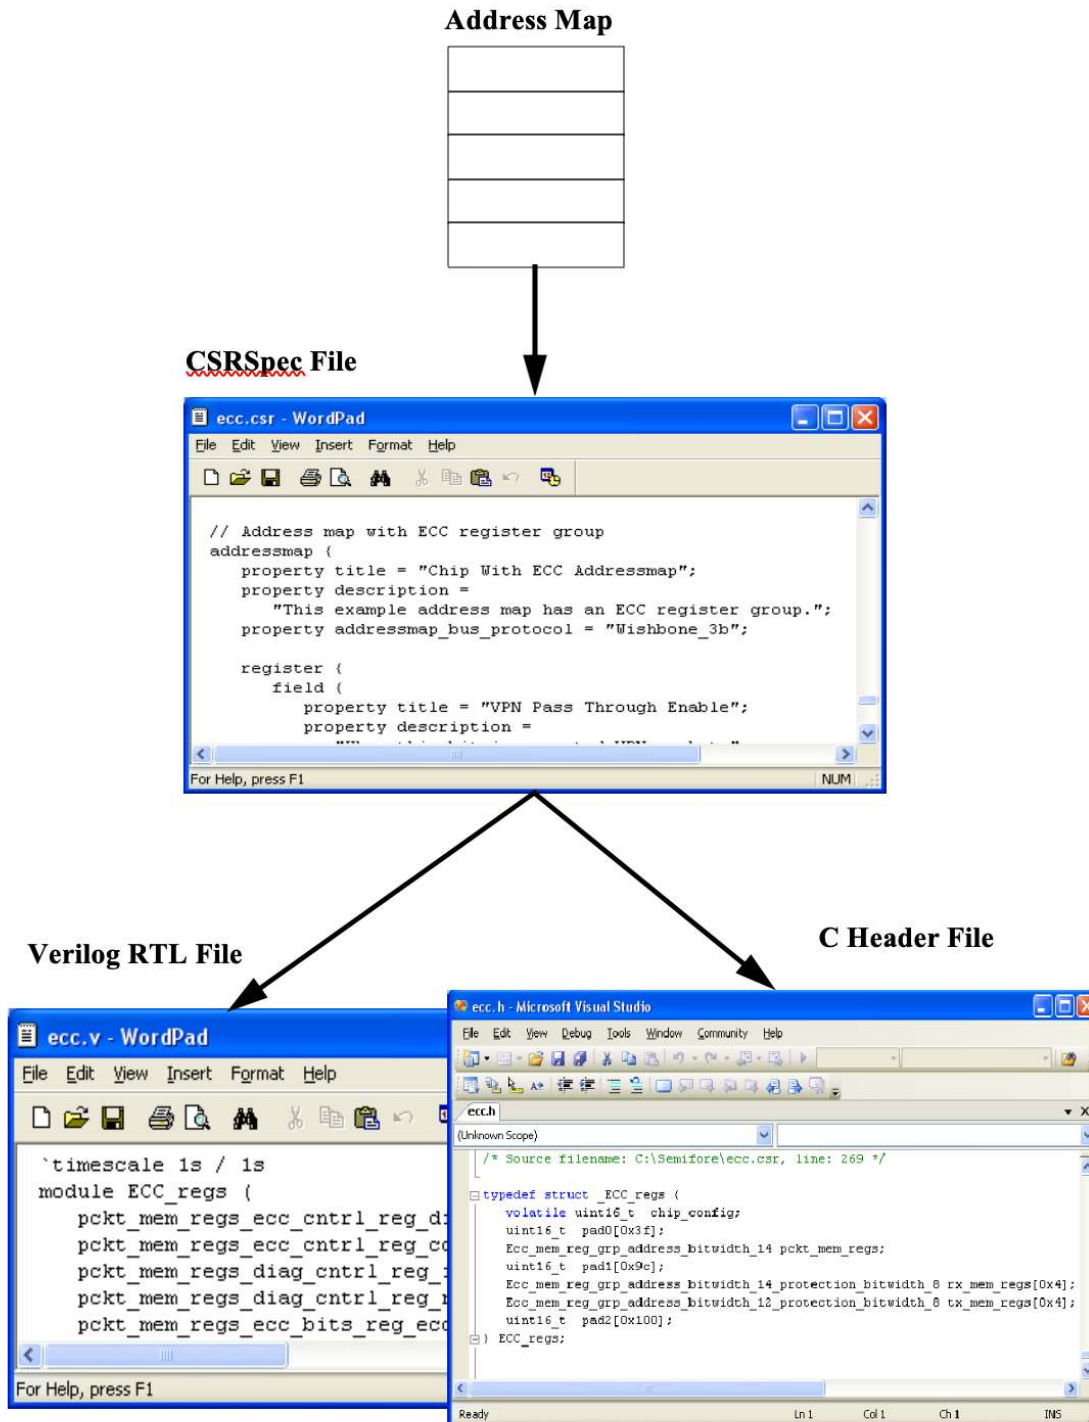 Address Map
CSRSpec File
ecc.csr - WordPad
File Edit View Insert Format Help
// Address map with ECC register group
addressmap {
property title = "Chip With ECC Addressmap";
property description =
"This example address map has an ECC register group.";
property addressmap_bus_protocol = "Wishbone_3b";
register {
field {
property title = "VPN Pass Through Enable";
property description =
For Help, press F1 NUM
Verilog RTL File
C Header File
ecc.v - WordPad
File Edit View Insert Format Help
`timescale 1s / 1s
module ECC_regs (
pckt_mem_regs_ecc_cntrl_reg_d
pckt_mem_regs_ecc_cntrl_reg_co
pckt_mem_regs_diag_cntrl_reg_
pckt_mem_regs_diag_cntrl_reg_
pckt_mem_regs_ecc_bits_reg_ecc
For Help, press F1
ecc.h - Microsoft Visual Studio
File Edit View Debug Tools Window Community Help
ecc.h
(Unknown Scope)
/* Source filename: C:\Semifore\ecc.csr, line: 269 */
typedef struct _ECC_regs {
volatile uint16_t chip_config;
uint16_t pad0[0x3f];
Ecc_mem_reg_grp_address_bitwidth_14 pckt_mem_regs;
uint16_t pad1[0x9c];
Ecc_mem_reg_grp_address_bitwidth_14_protection_bitwidth_8 rx_mem_regs[0x4];
Ecc_mem_reg_grp_address_bitwidth_12_protection_bitwidth_8 tx_mem_regs[0x4];
uint16_t pad2[0x100];
} ECC_regs;
Ready Ln 1 Col 1 Ch 1 INS